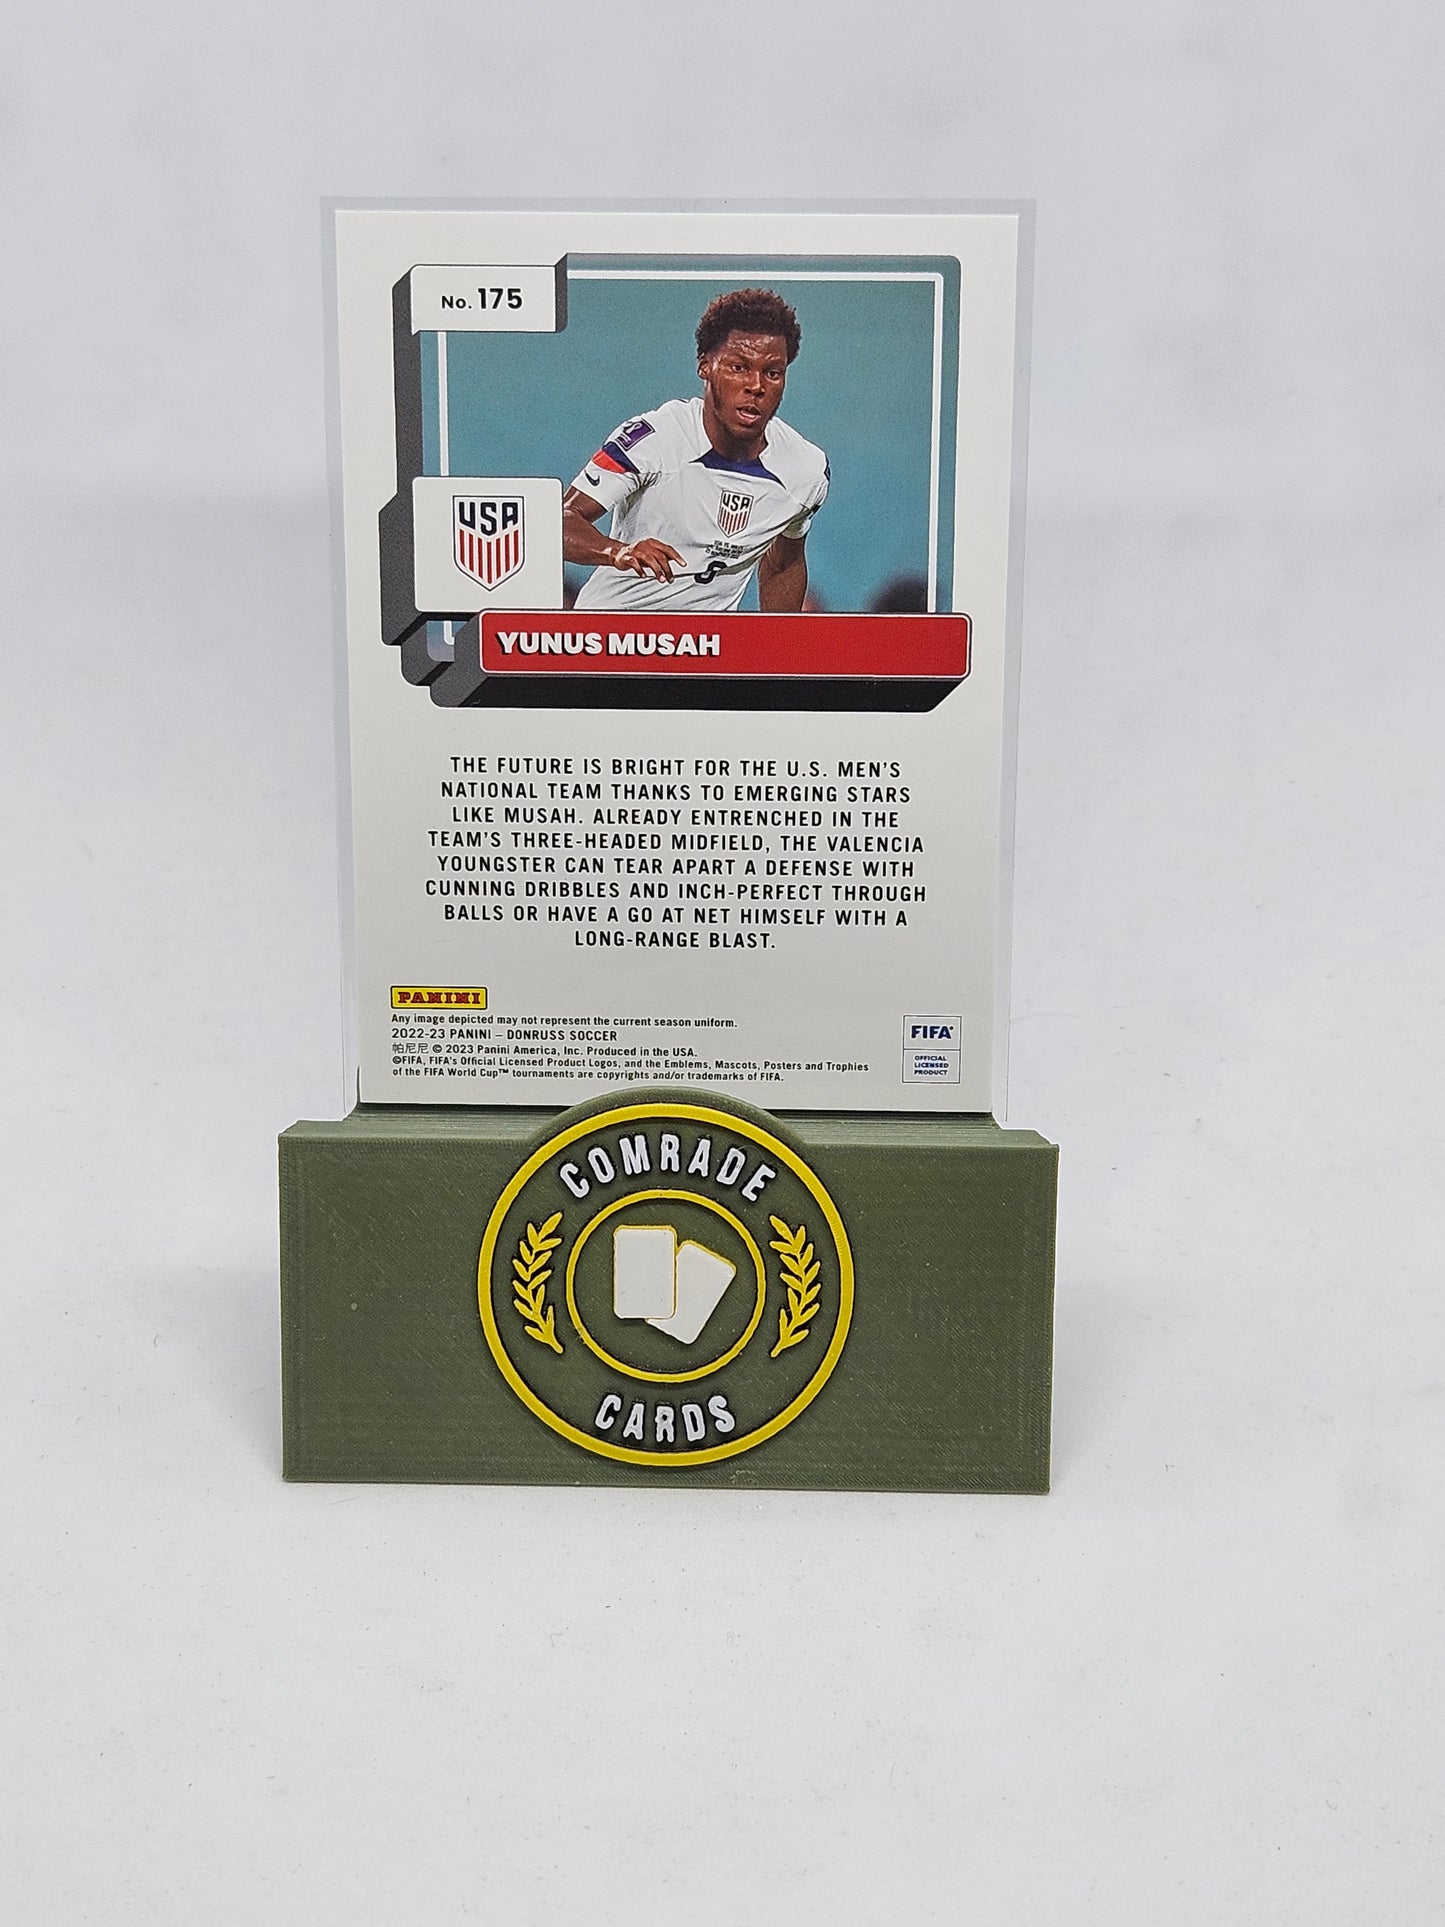 No. 175
USA
USA
YUNUS MUSAH
THE FUTURE IS BRIGHT FOR THE U.S. MEN'S
NATIONAL TEAM THANKS TO EMERGING STARS
LIKE MUSAH. ALREADY ENTRENCHED IN THE
TEAM'S THREE-HEADED MIDFIELD, THE VALENCIA
YOUNGSTER CAN TEAR APART A DEFENSE WITH
CUNNING DRIBBLES AND INCH-PERFECT THROUGH
BALLS OR HAVE A GO AT NET HIMSELF WITH A
LONG-RANGE BLAST.
PANINI
Any image depicted may not represent the current season uniform.
2022-23 PANINI – DONRUSS SOCCER
帕尼尼 © 2023 Panini America, Inc. Produced in the USA.
©FIFA, FIFA's Official Licensed Product Logos, and the Emblems, Mascots, Posters and Trophies
of the FIFA World Cup™ tournaments are copyrights and/or trademarks of FIFA.
FIFA®
OFFICIAL
LICENSED
PRODUCT
COMRADE
CARDS